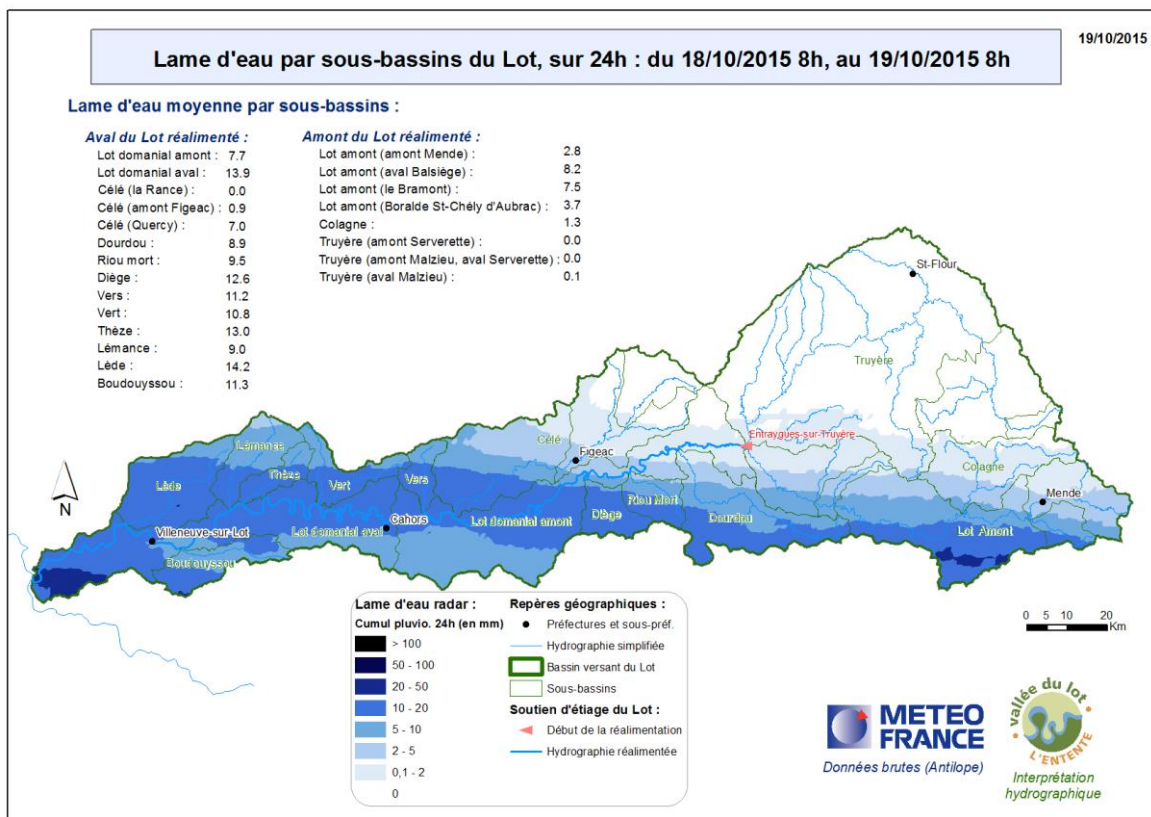 19/10/2015
Lame d'eau par sous-bassins du Lot, sur 24h : du 18/10/2015 8h, au 19/10/2015 8h
Lame d'eau moyenne par sous-bassins :
Aval du Lot réalimenté :
Lot domanial amont : 7.7
Lot domanial aval : 13.9
Célé (la Rance) : 0.0
Célé (amont Figeac) : 0.9
Célé (Quercy) : 7.0
Dourdou : 8.9
Riou mort : 9.5
Diège : 12.6
Vers : 11.2
Vert : 10.8
Thèze : 13.0
Lémance : 9.0
Lède : 14.2
Boudouyssou : 11.3
Amont du Lot réalimenté :
Lot amont (amont Mende) : 2.8
Lot amont (aval Balsiège) : 8.2
Lot amont (le Bramont) : 7.5
Lot amont (Boralde St-Chély d'Aubrac) : 3.7
Colagne : 1.3
Truyère (amont Serverette) : 0.0
Truyère (amont Malzieu, aval Serverette) : 0.0
Truyère (aval Malzieu) : 0.1
St-Flour
Truyère
Entraygues-sur-Truyère
Célé
Figeac
Lémance
Thèze
Vert
Vers
Lède
Colagne
Mende
Riou Mort
Diège
Dourdou
Lot domanial amont
Cahors
Lot domanial aval
Lot Amont
Villeneuve-sur-Lot
Boudouyssou
N
Lame d'eau radar :
Cumul pluvio. 24h (en mm)
> 100
50 - 100
20 - 50
10 - 20
5 - 10
2 - 5
0,1 - 2
0
Repères géographiques :
Préfectures et sous-préf.
Hydrographie simplifiée
Bassin versant du Lot
Sous-bassins
Soutien d'étiage du Lot :
Début de la réalimentation
Hydrographie réalimentée
0 5 10 20
Km
METEO
FRANCE
Données brutes (Antilope)
vallée du lot
L'ENTENTE
Interprétation
hydrographique